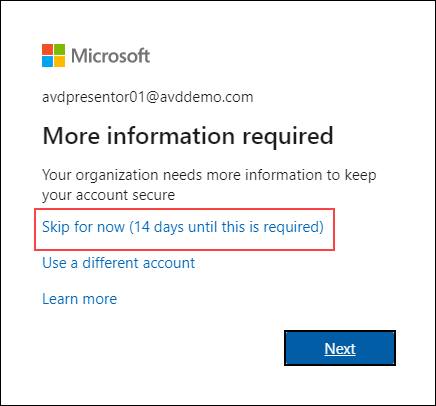 Microsoft
avdpresentor01@avddemo.com
More information required
Your organization needs more information to keep
your account secure
Skip for now (14 days until this is required)
Use a different account
Learn more
Next